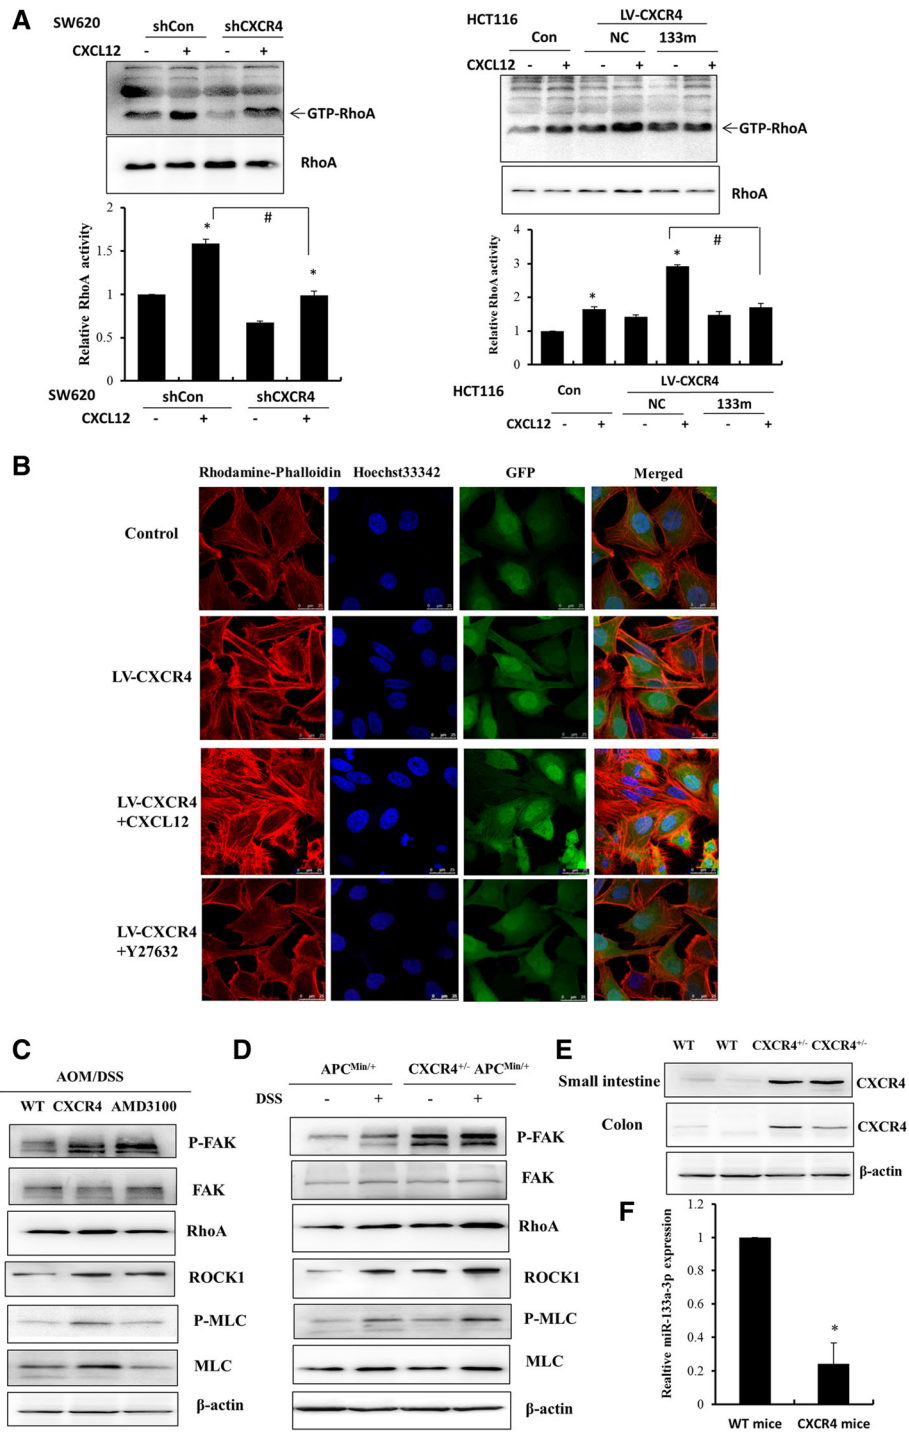 A
SW620
shCon shCXCR4
CXCL12 - + - +
←GTP-RhoA
RhoA
Relative RhoA activity
2
1.5
1
0.5
0
*
#
*
SW620 shCon shCXCR4
CXCL12 - + - +
HCT116 LV-CXCR4
Con NC 133m
CXCL12 - + - + - +
←GTP-RhoA
RhoA
Relative RhoA activity
4
3
2
1
0
*
*
#
HCT116 Con LV-CXCR4
NC 133m
CXCL12 - + - + - +
B
Rhodamine-Phalloidin Hoechst33342 GFP Merged
Control
LV-CXCR4
LV-CXCR4
+CXCL12
LV-CXCR4
+Y27632
C
AOM/DSS
WT CXCR4 AMD3100
P-FAK
FAK
RhoA
ROCK1
P-MLC
MLC
β-actin
D
APC^Min/+ CXCR4^+/- APC^Min/+
DSS - + - +
P-FAK
FAK
RhoA
ROCK1
P-MLC
MLC
β-actin
E
WT WT CXCR4^+/- CXCR4^+/-
Small intestine CXCR4
Colon CXCR4
β-actin
F
Realtive miR-133a-3p expression
1.2
1
0.8
0.6
0.4
0.2
0
*
WT mice CXCR4 mice